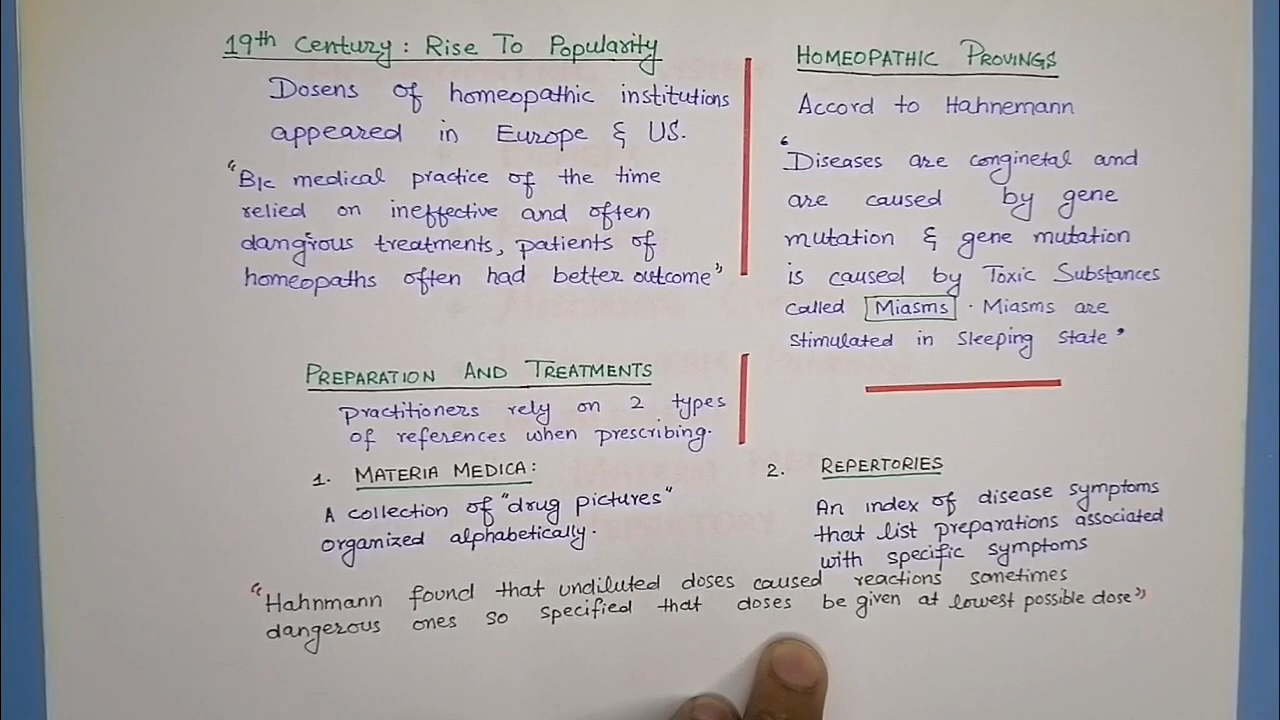 19th Century: Rise To Popularity
Dosens of homeopathic institutions
appeared in Europe & US.
"B/c medical practice of the time
relied on ineffective and often
dangrous treatments, patients of
homeopaths often had better outcome"
HOMEOPATHIC PROVINGS
Accord to Hahnemann
'Diseases are conginetal and
are caused by gene
mutation & gene mutation
is caused by Toxic Substances
called Miasms. Miasms are
stimulated in sleeping state'
PREPARATION AND TREATMENTS
Practitioners rely on 2 types
of references when prescribing.
1. MATERIA MEDICA:
A collection of "drug pictures"
organized alphabetically.
2. REPERTORIES
An index of disease symptoms
that list preparations associated
with specific symptoms
"Hahnmann found that undiluted doses caused reactions sometimes
dangerous ones so specified that doses be given at lowest possible dose"